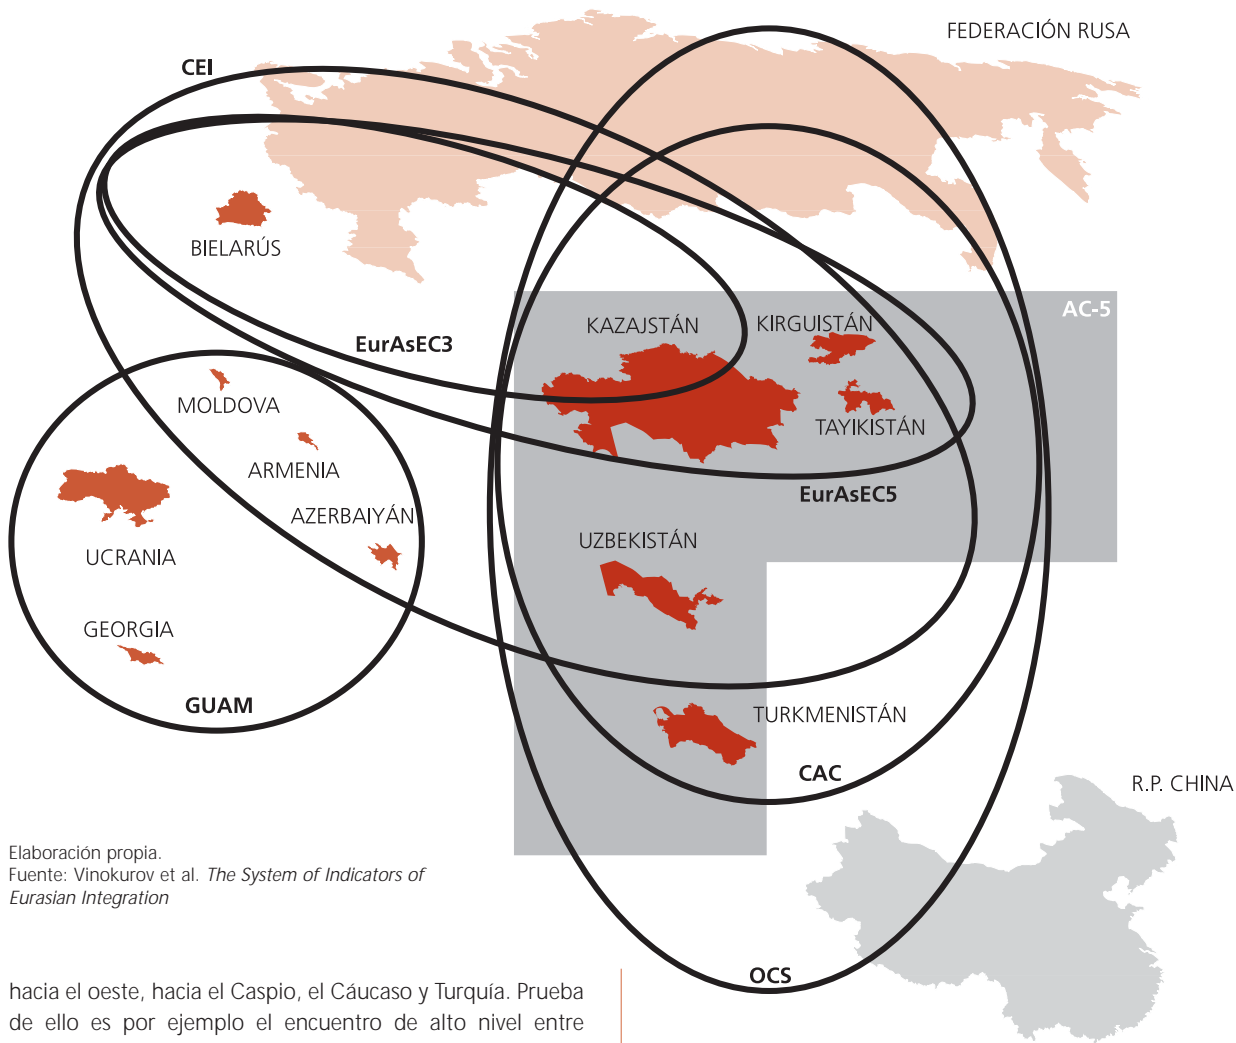 FEDERACIÓN RUSA
CEI
BIELARÚS
AC-5
KAZAJSTÁN
KIRGUISTÁN
EurAsEC3
MOLDOVA
TAYIKISTÁN
ARMENIA
EurAsEC5
AZERBAIYÁN
UZBEKISTÁN
UCRANIA
GEORGIA
GUAM
TURKMENISTÁN
CAC
R.P. CHINA
Elaboración propia.
Fuente: Vinokurov et al. The System of Indicators of
Eurasian Integration
OCS
hacia el oeste, hacia el Caspio, el Cáucaso y Turquía. Prueba
de ello es por ejemplo el encuentro de alto nivel entre